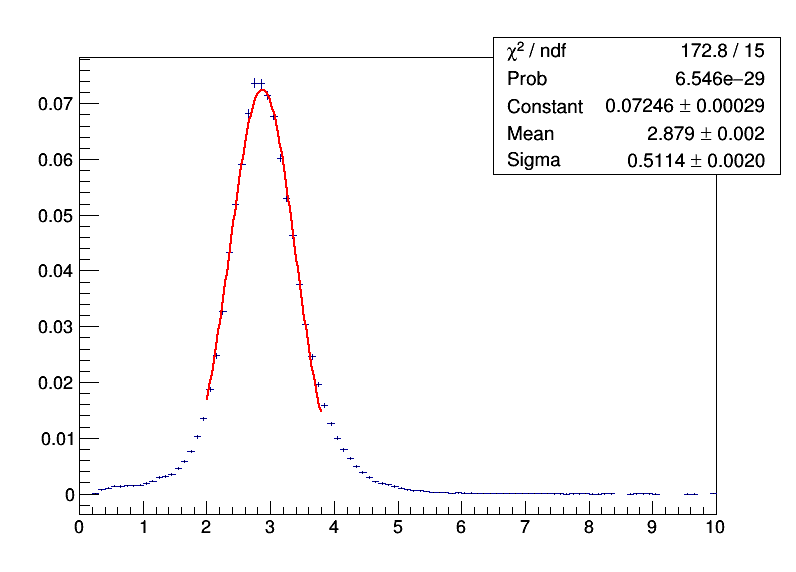 χ² / ndf 172.8 / 15
Prob 6.546e−29
Constant 0.07246 ± 0.00029
Mean 2.879 ± 0.002
Sigma 0.5114 ± 0.0020
0.07
0.06
0.05
0.04
0.03
0.02
0.01
0
0 1 2 3 4 5 6 7 8 9 10